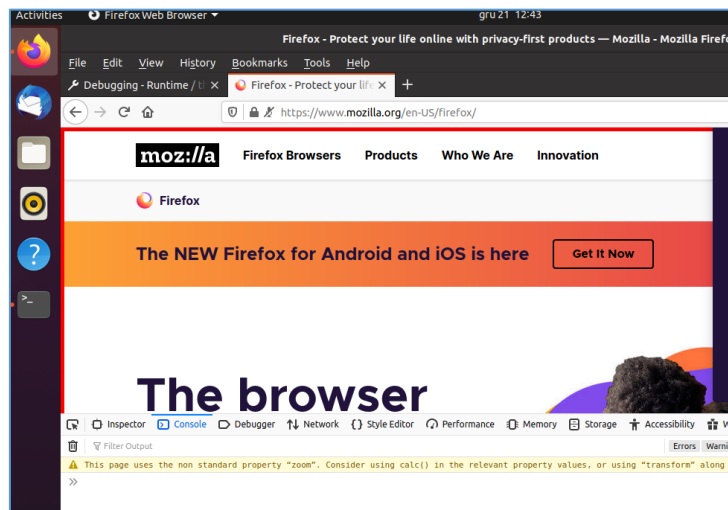 Activities Firefox Web Browser gru 21 12:43
Firefox - Protect your life online with privacy-first products — Mozilla - Mozilla Firefo
File Edit View History Bookmarks Tools Help
Debugging - Runtime / Firefox - Protect your life
https://www.mozilla.org/en-US/firefox/
moz://a Firefox Browsers Products Who We Are Innovation
Firefox
The NEW Firefox for Android and iOS is here Get It Now
The browser
Inspector Console Debugger Network {} Style Editor Performance Memory Storage Accessibility W
Filter Output Errors Warni
This page uses the non standard property “zoom”. Consider using calc() in the relevant property values, or using “transform” along
»